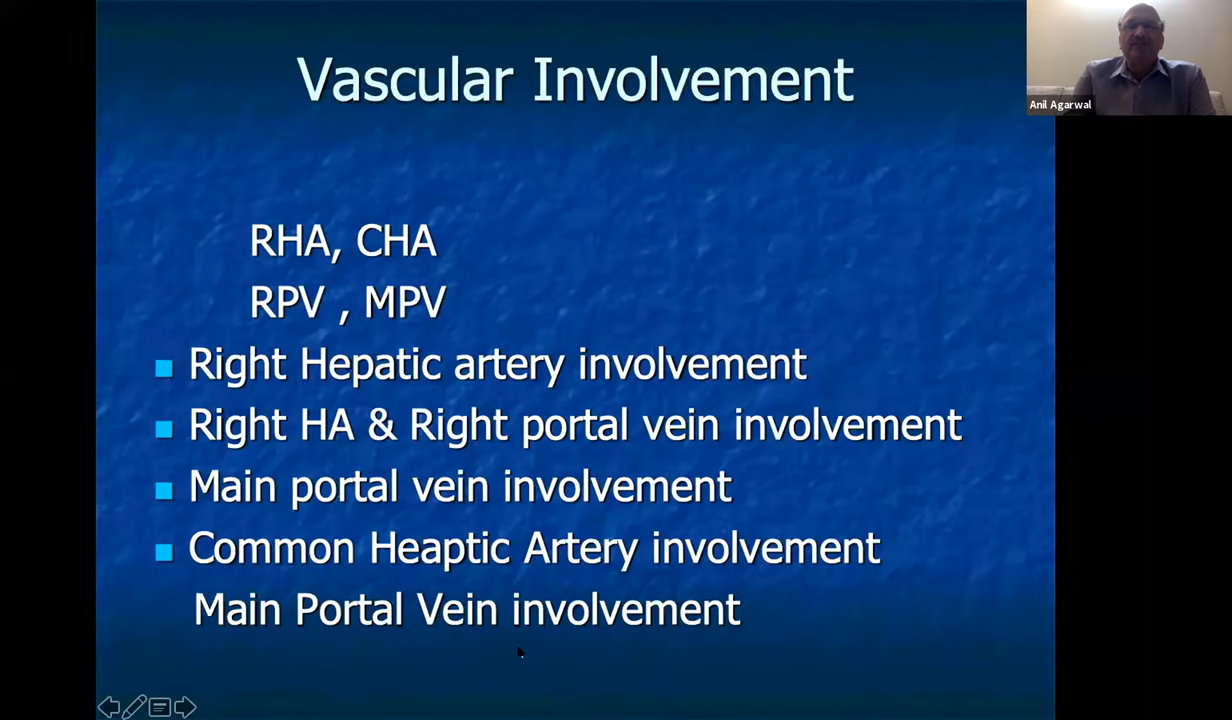 Vascular Involvement
Anil Agarwal
RHA, CHA
RPV , MPV
Right Hepatic artery involvement
Right HA & Right portal vein involvement
Main portal vein involvement
Common Heaptic Artery involvement
Main Portal Vein involvement